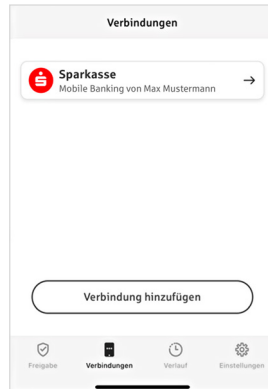 Verbindungen
Sparkasse
Mobile Banking von Max Mustermann
Verbindung hinzufügen
Freigabe
Verbindungen
Verlauf
Einstellungen